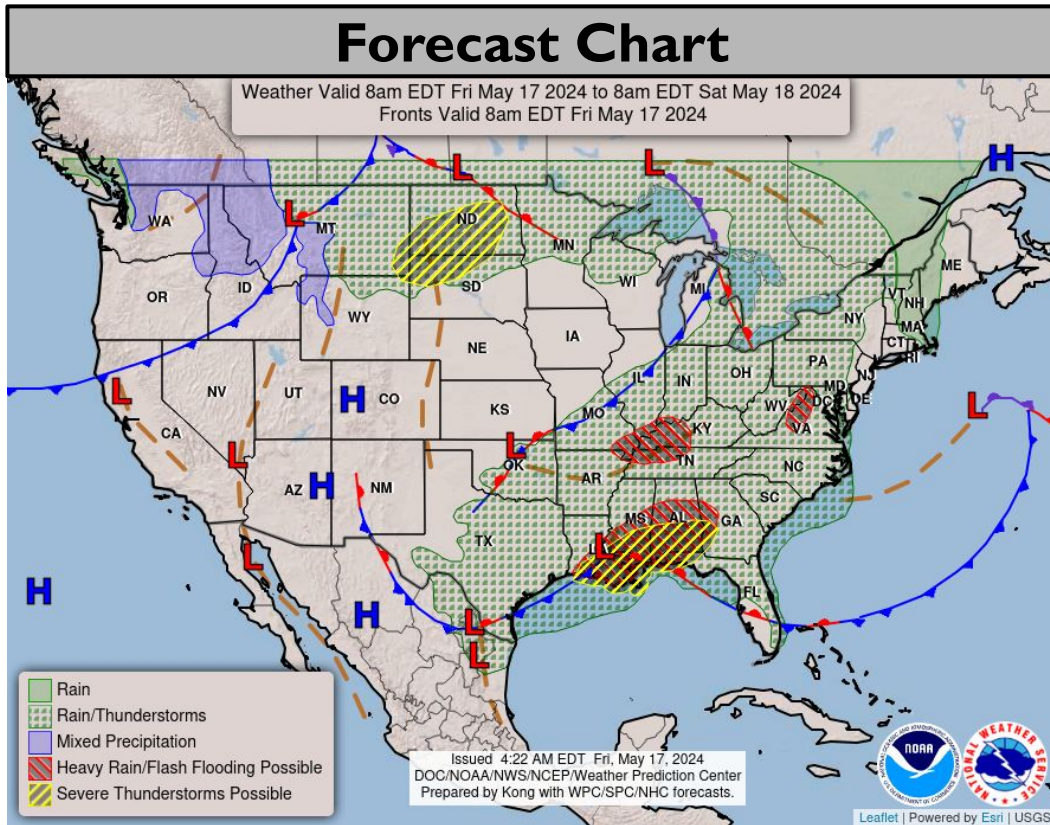 Forecast Chart
Weather Valid 8am EDT Fri May 17 2024 to 8am EDT Sat May 18 2024
Fronts Valid 8am EDT Fri May 17 2024
H
L
L
L
WA
MT
ND
MN
ME
OR
ID
SD
WI
MI
VT
NH
NY
MA
CT
RI
WY
IA
NE
PA
NJ
OH
IL
IN
MD
DC
DE
L
NV
UT
H
CO
KS
MO
WV
VA
KY
L
CA
L
L
OK
TN
NC
AR
AZ
H
NM
SC
MS
AL
GA
TX
L
L
H
FL
H
L
L
Rain
Rain/Thunderstorms
Mixed Precipitation
Heavy Rain/Flash Flooding Possible
Severe Thunderstorms Possible
Issued 4:22 AM EDT Fri, May 17, 2024
DOC/NOAA/NWS/NCEP/Weather Prediction Center
Prepared by Kong with WPC/SPC/NHC forecasts.
NOAA
NATIONAL WEATHER SERVICE
Leaflet | Powered by Esri | USGS